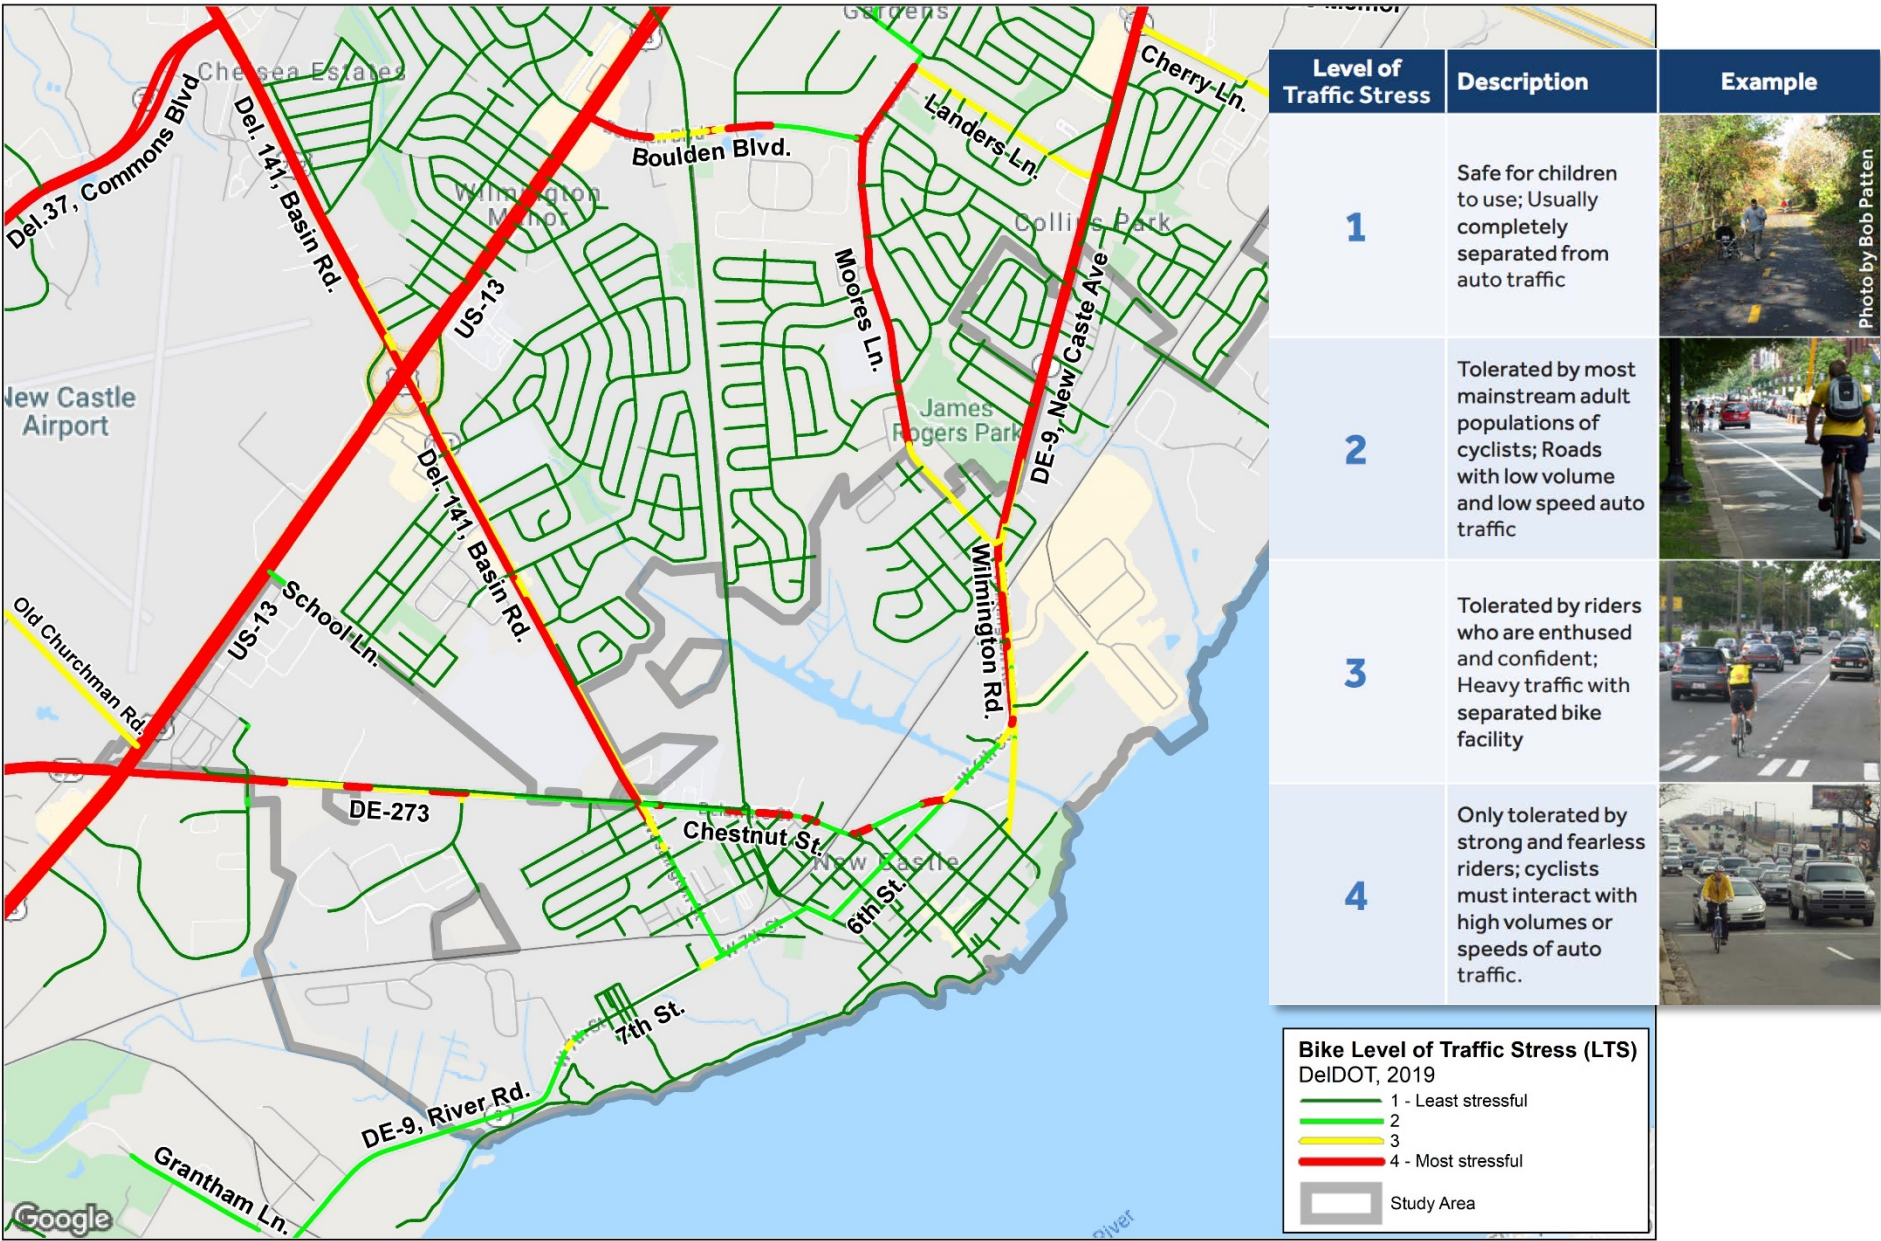 Gardens
Chelsea Estates
Del.37, Commons Blvd
Del. 141, Basin Rd.
Cherry Ln.
Landers Ln.
Boulden Blvd.
Wilmington
Manor
Collins Park
US-13
Moores Ln.
DE-9, New Caste Ave
New Castle
Airport
James
Rogers Park
Del. 141, Basin Rd.
Wilmington Rd.
School Ln.
US-13
Old Churchman Rd.
DE-273
Chestnut St.
New Castle
6th St.
W 7th St
7th St.
DE-9, River Rd.
Grantham Ln.
Google
River
Level of
Traffic Stress
Description
Example
1
Safe for children
to use; Usually
completely
separated from
auto traffic
Photo by Bob Patten
2
Tolerated by most
mainstream adult
populations of
cyclists; Roads
with low volume
and low speed auto
traffic
3
Tolerated by riders
who are enthused
and confident;
Heavy traffic with
separated bike
facility
4
Only tolerated by
strong and fearless
riders; cyclists
must interact with
high volumes or
speeds of auto
traffic.
Bike Level of Traffic Stress (LTS)
DelDOT, 2019
1 - Least stressful
2
3
4 - Most stressful
Study Area